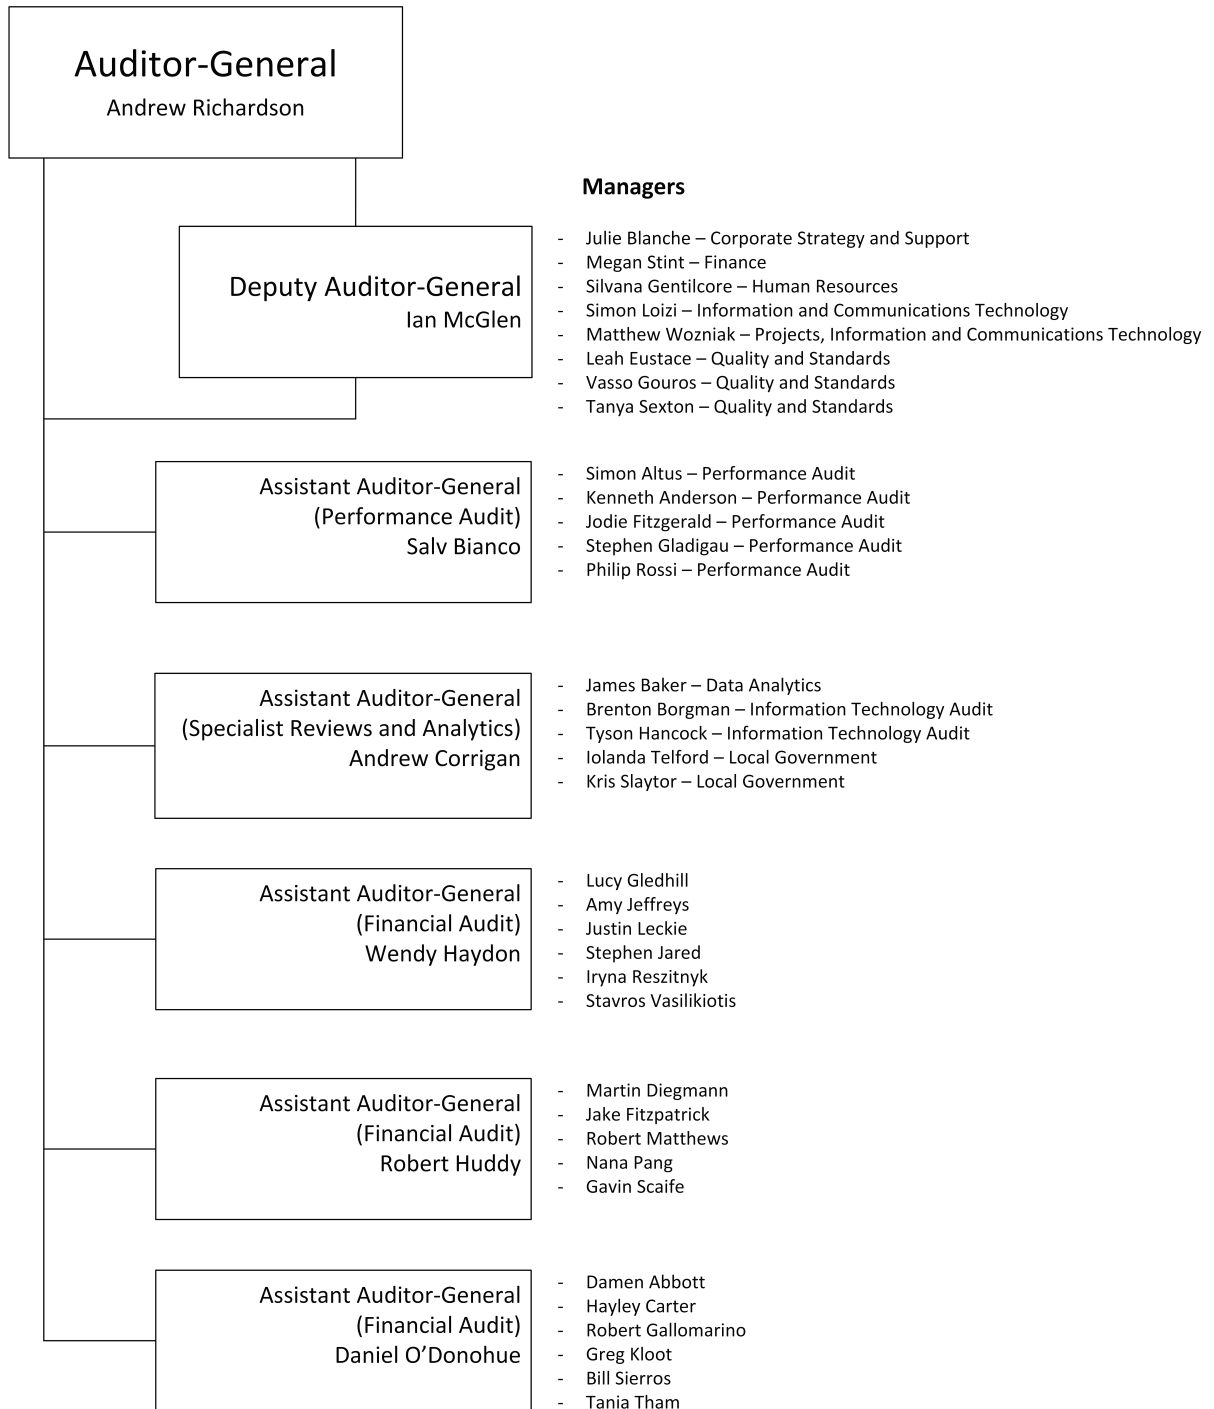 Auditor-General
Andrew Richardson
Managers
Deputy Auditor-General
Ian McGlen
- Julie Blanche – Corporate Strategy and Support
- Megan Stint – Finance
- Silvana Gentilcore – Human Resources
- Simon Loizi – Information and Communications Technology
- Matthew Wozniak – Projects, Information and Communications Technology
- Leah Eustace – Quality and Standards
- Vasso Gouros – Quality and Standards
- Tanya Sexton – Quality and Standards
Assistant Auditor-General
(Performance Audit)
Salv Bianco
- Simon Altus – Performance Audit
- Kenneth Anderson – Performance Audit
- Jodie Fitzgerald – Performance Audit
- Stephen Gladigau – Performance Audit
- Philip Rossi – Performance Audit
Assistant Auditor-General
(Specialist Reviews and Analytics)
Andrew Corrigan
- James Baker – Data Analytics
- Brenton Borgman – Information Technology Audit
- Tyson Hancock – Information Technology Audit
- Iolanda Telford – Local Government
- Kris Slaytor – Local Government
Assistant Auditor-General
(Financial Audit)
Wendy Haydon
- Lucy Gledhill
- Amy Jeffreys
- Justin Leckie
- Stephen Jared
- Iryna Reszitnyk
- Stavros Vasilikiotis
Assistant Auditor-General
(Financial Audit)
Robert Huddy
- Martin Diegmann
- Jake Fitzpatrick
- Robert Matthews
- Nana Pang
- Gavin Scaife
Assistant Auditor-General
(Financial Audit)
Daniel O’Donohue
- Damen Abbott
- Hayley Carter
- Robert Gallomarino
- Greg Kloot
- Bill Sierros
- Tania Tham